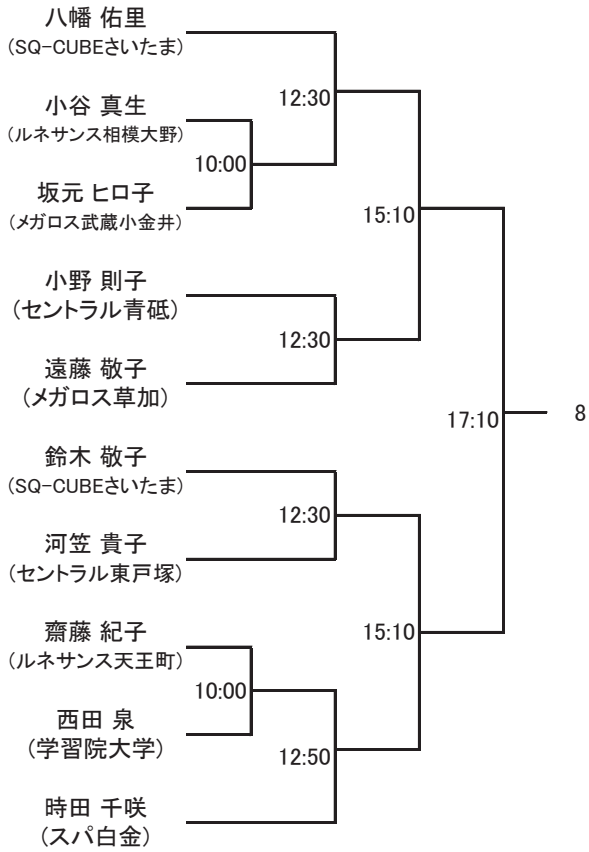 八幡 佑里
(SQ-CUBEさいたま)
12:30
小谷 真生
(ルネサンス相模大野)
10:00
坂元 ヒロ子
(メガロス武蔵小金井)
15:10
小野 則子
(セントラル青砥)
12:30
遠藤 敬子
(メガロス草加)
17:10
8
鈴木 敬子
(SQ-CUBEさいたま)
12:30
河笠 貴子
(セントラル東戸塚)
齋藤 紀子
(ルネサンス天王町)
15:10
10:00
西田 泉
(学習院大学)
12:50
時田 千咲
(スパ白金)